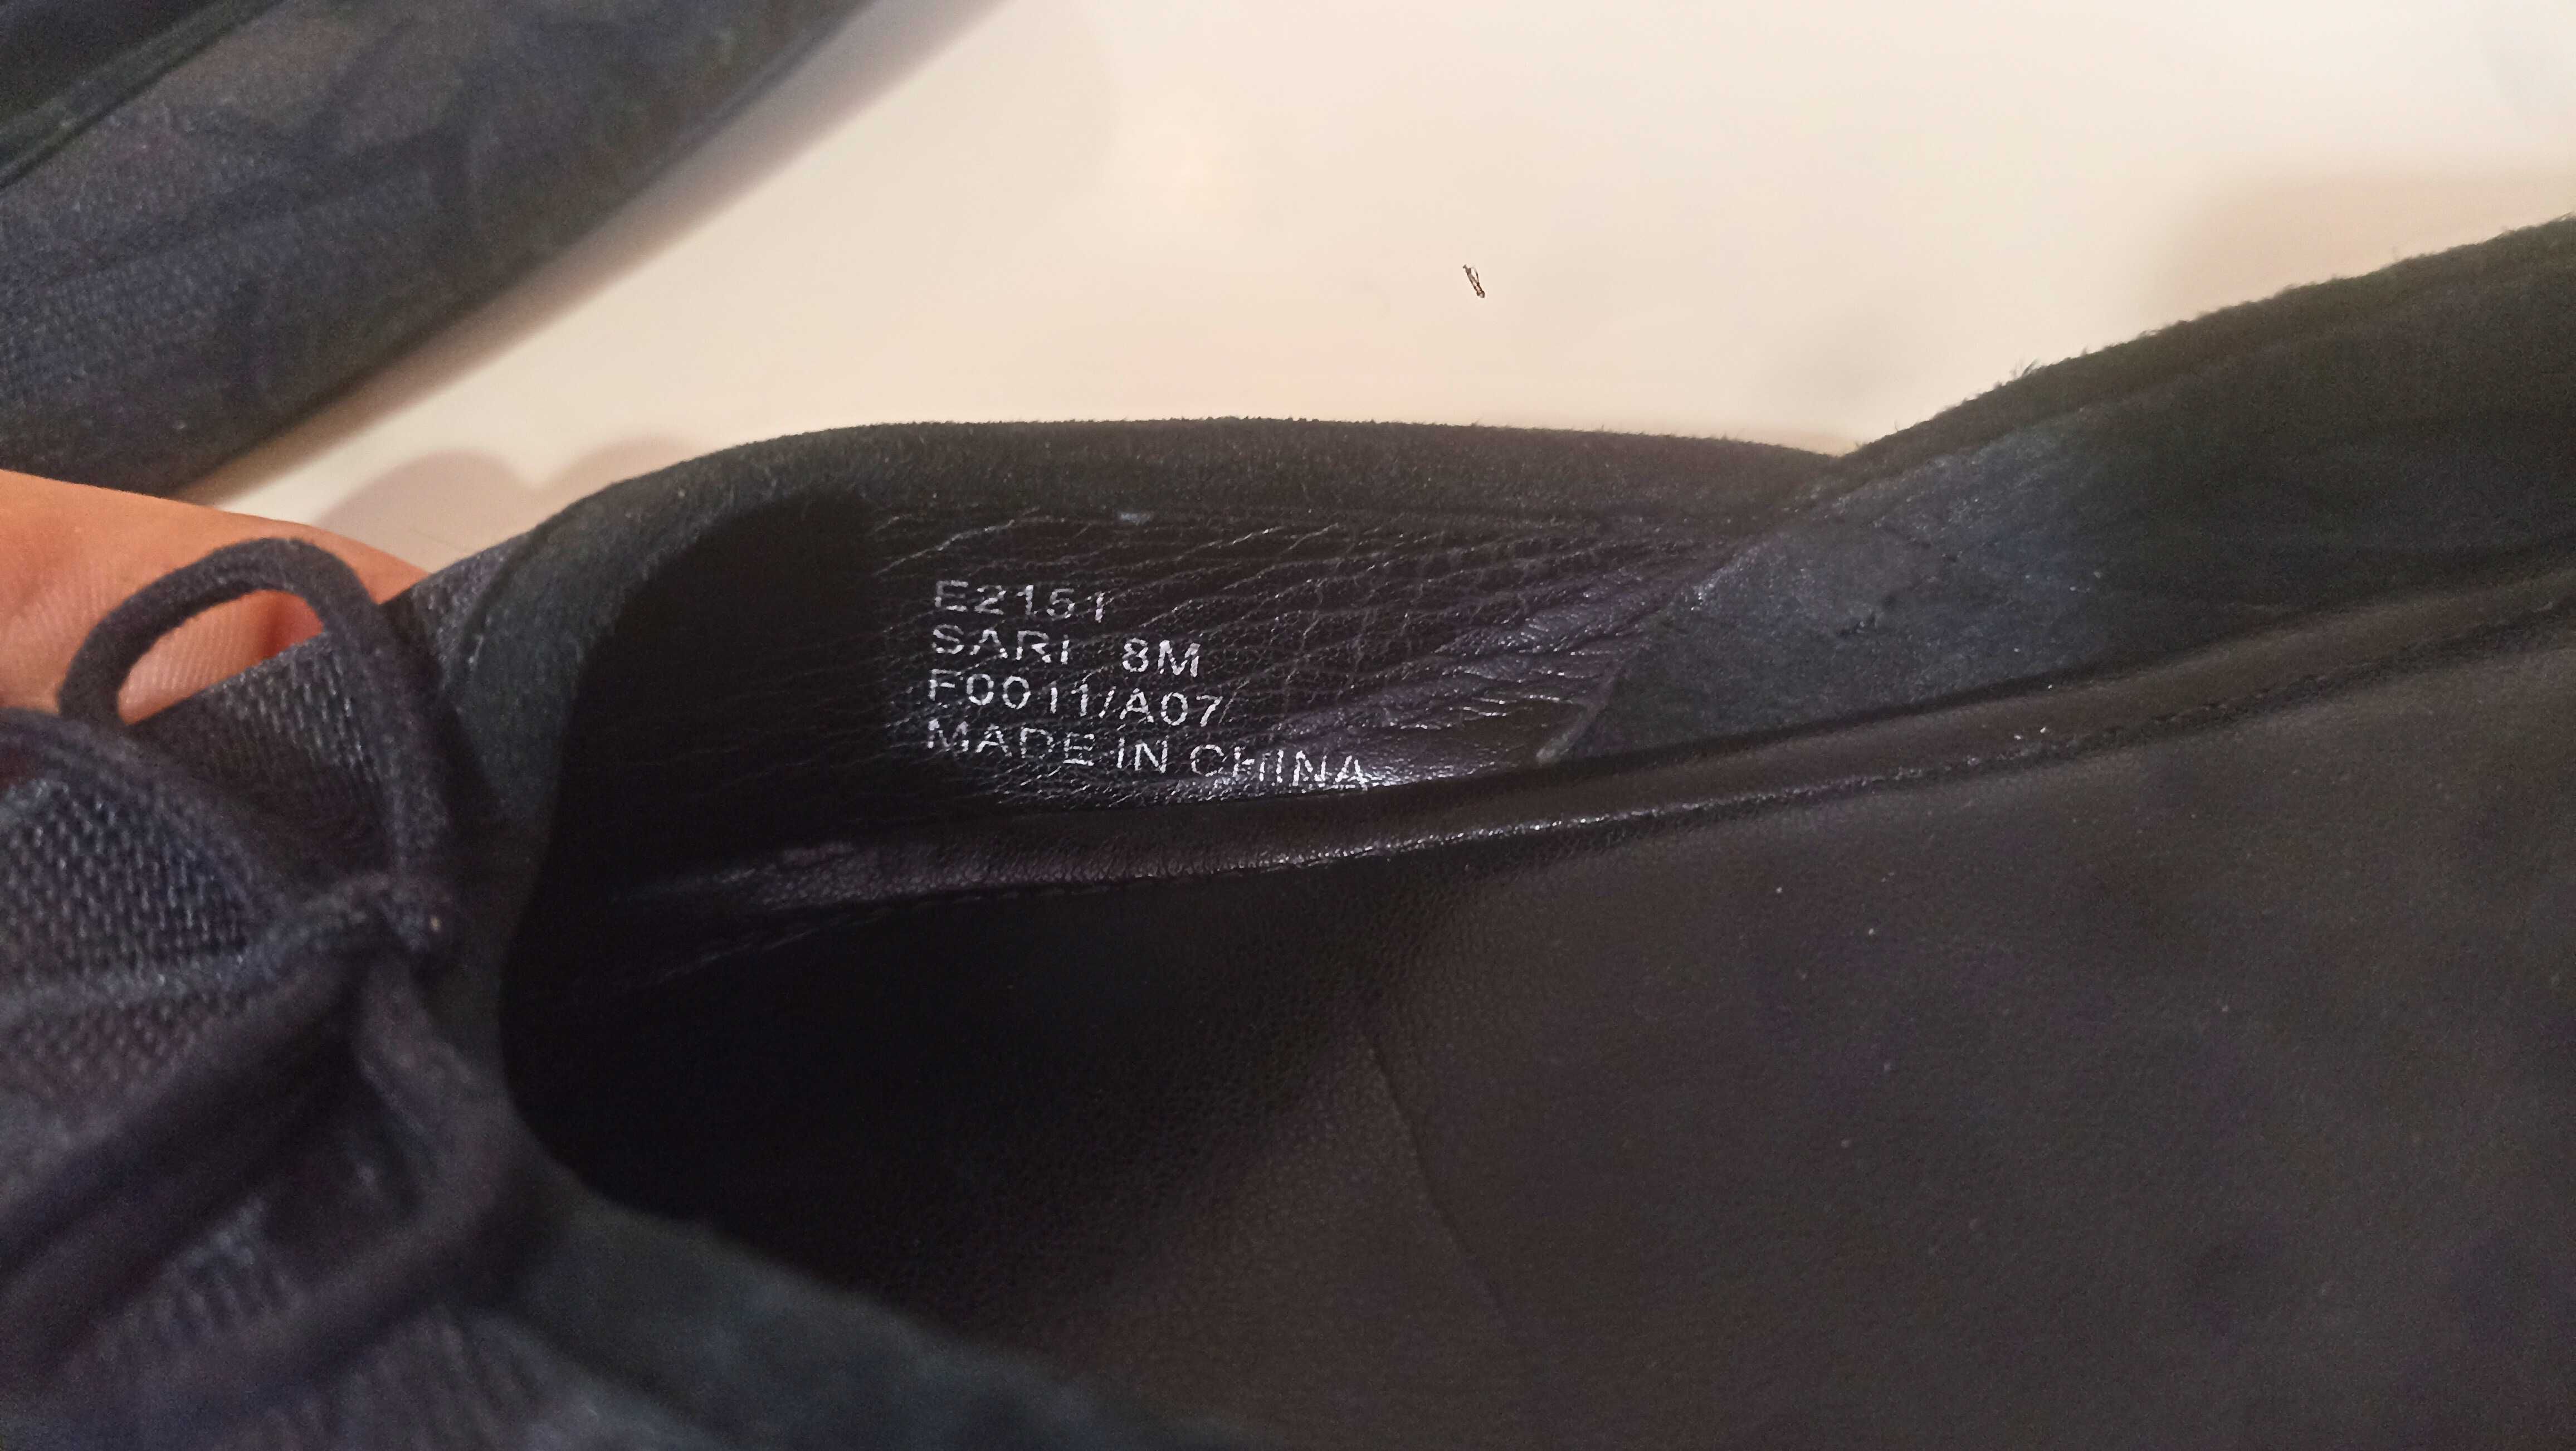 E2151
SARI 8M
F0011/A07
MADE IN CHINA